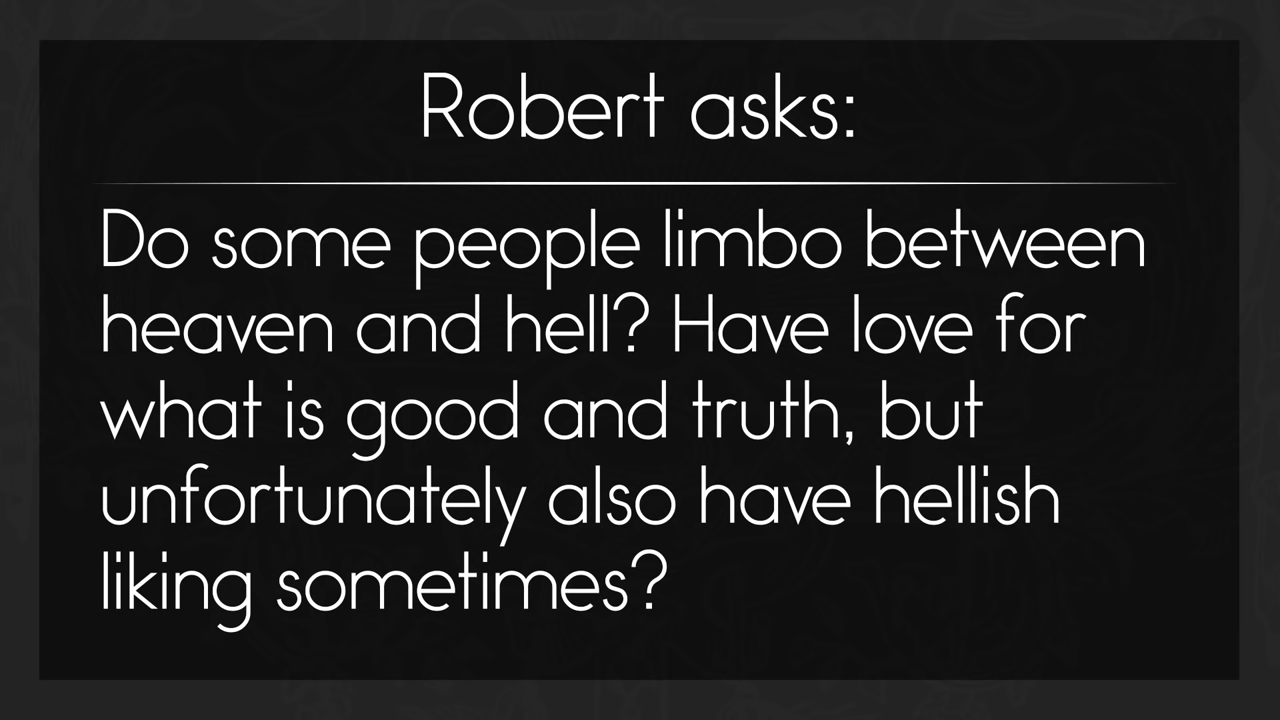 Robert asks:
Do some people limbo between
heaven and hell? Have love for
what is good and truth, but
unfortunately also have hellish
liking sometimes?